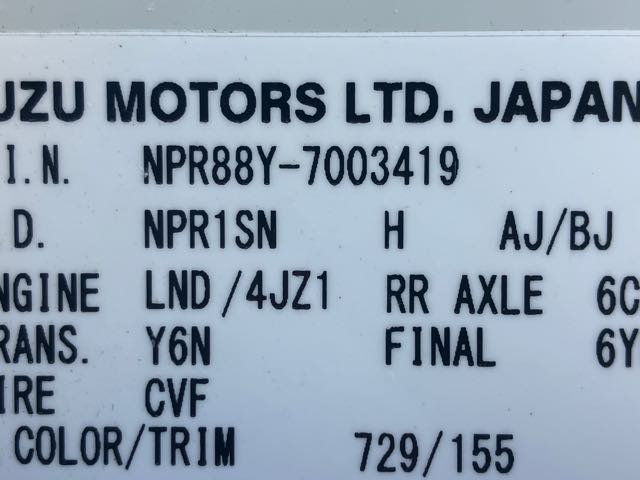 UZU MOTORS LTD. JAPAN
I.N. NPR88Y-7003419
D. NPR1SN H AJ/BJ
NGINE LND/4JZ1 RR AXLE 6C
RANS. Y6N FINAL 6Y
IRE CVF
COLOR/TRIM 729/155